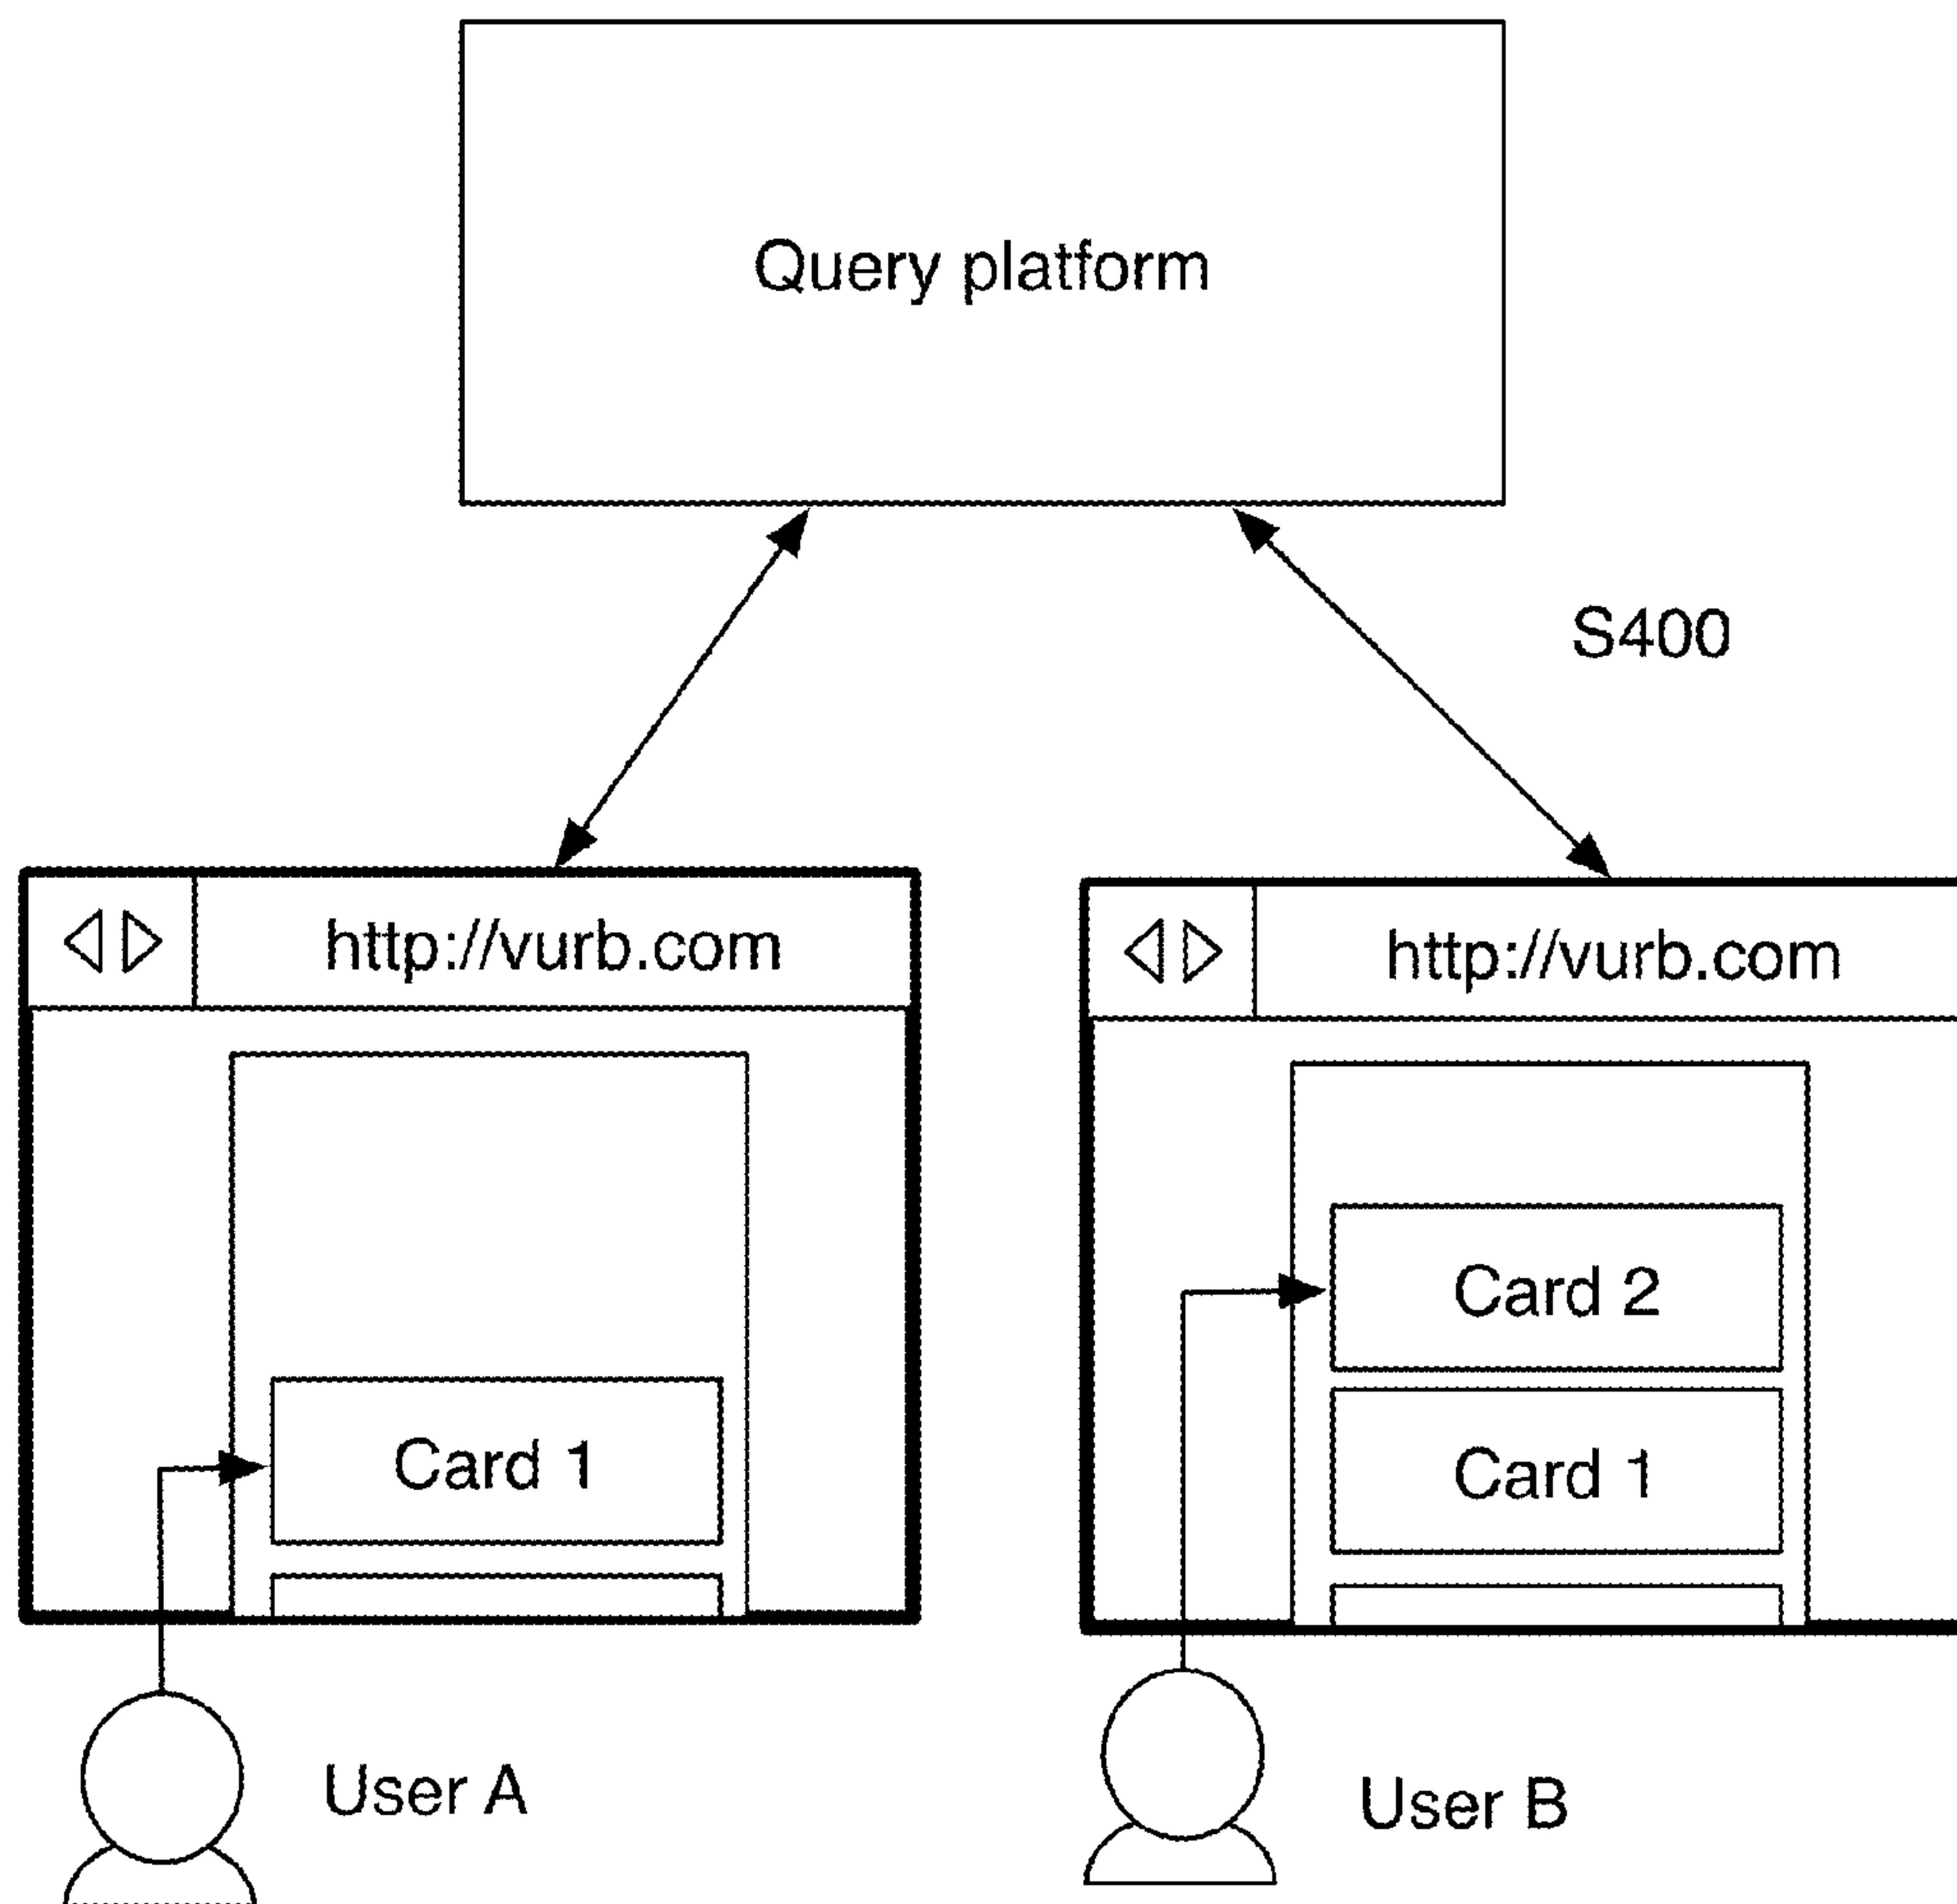 Query platform
S400
http://vurb.com
http://vurb.com
Card 2
Card 1
Card 1
User A
User B